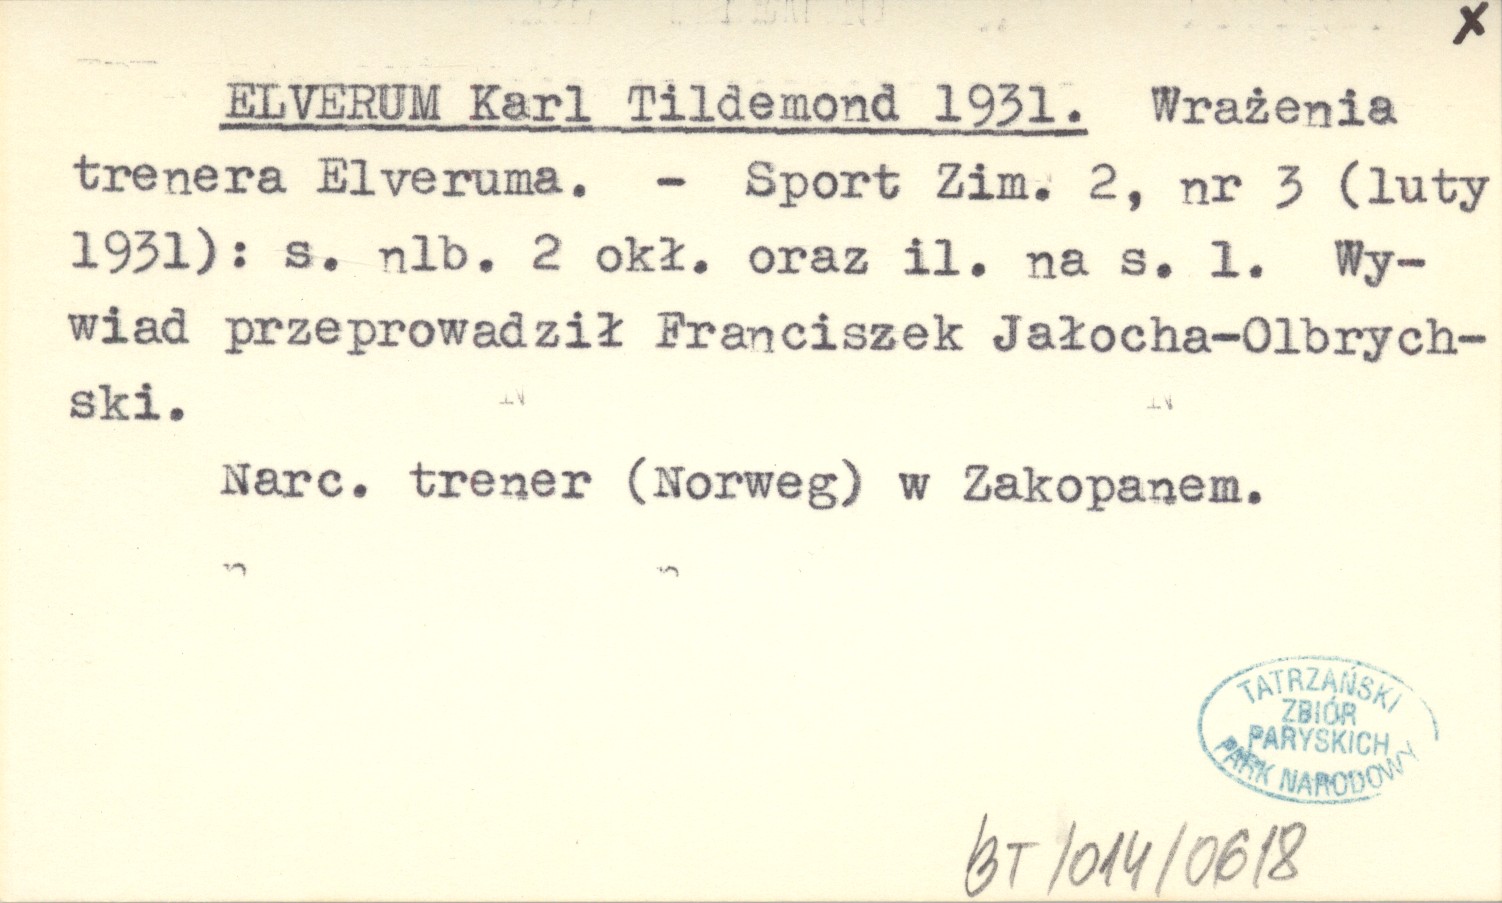 x
ELVERUM Karl Tildemond 1931. Wrażenia
trenera Elveruma. - Sport Zim. 2, nr 3 (luty
1931): s. nlb. 2 okł. oraz il. na s. 1. Wy-
wiad przeprowadził Franciszek Jałocha-Olbrych-
ski.
Narc. trener (Norweg) w Zakopanem.
TATRZAŃSKI
ZBIÓR
PARYSKICH
PARK NARODOWY
BT/014/0618